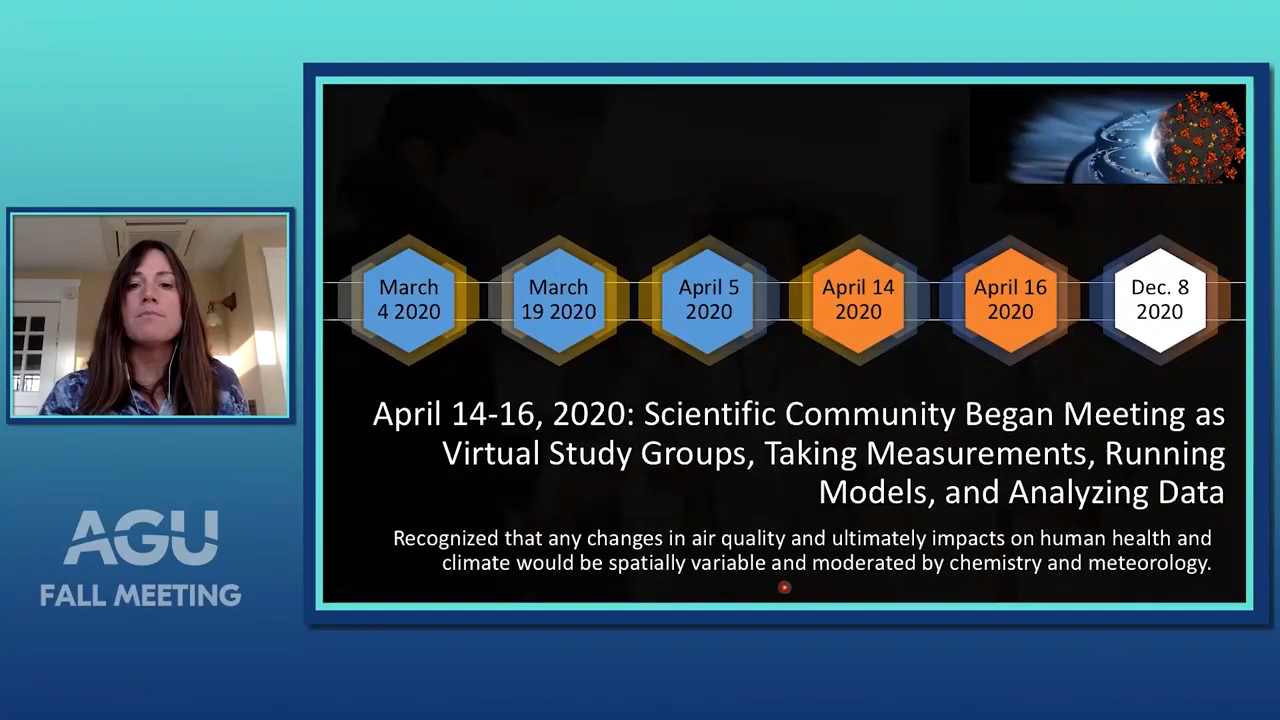 March
4 2020
March
19 2020
April 5
2020
April 14
2020
April 16
2020
Dec. 8
2020
April 14-16, 2020: Scientific Community Began Meeting as
Virtual Study Groups, Taking Measurements, Running
Models, and Analyzing Data
Recognized that any changes in air quality and ultimately impacts on human health and
climate would be spatially variable and moderated by chemistry and meteorology.
AGU
FALL MEETING